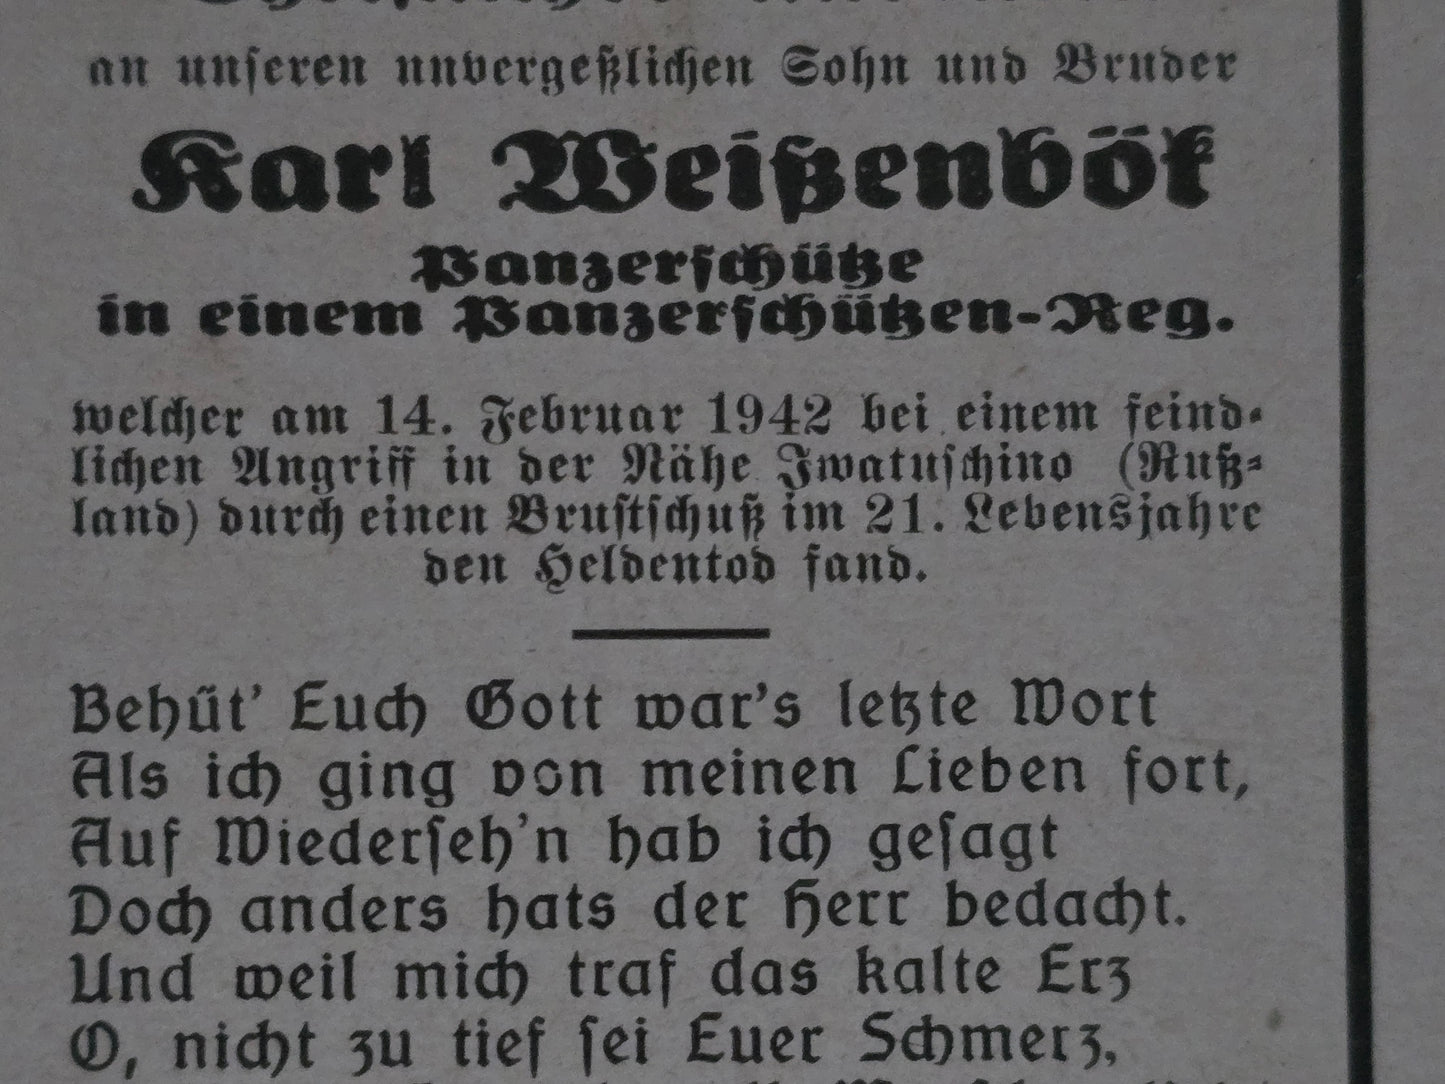 an unseren unvergeßlichen Sohn und Bruder
Karl Weißenbök
Panzerschütze
in einem Panzerschützen-Reg.
welcher am 14. Februar 1942 bei einem feind-
lichen Angriff in der Nähe Iwatuschino (Ruß-
land) durch einen Brustschuß im 21. Lebensjahre
den Heldentod fand.
Behüt' Euch Gott war's letzte Wort
Als ich ging von meinen Lieben fort,
Auf Wiederseh'n hab ich gesagt
Doch anders hats der Herr bedacht.
Und weil mich traf das kalte Erz
O, nicht zu tief sei Euer Schmerz,